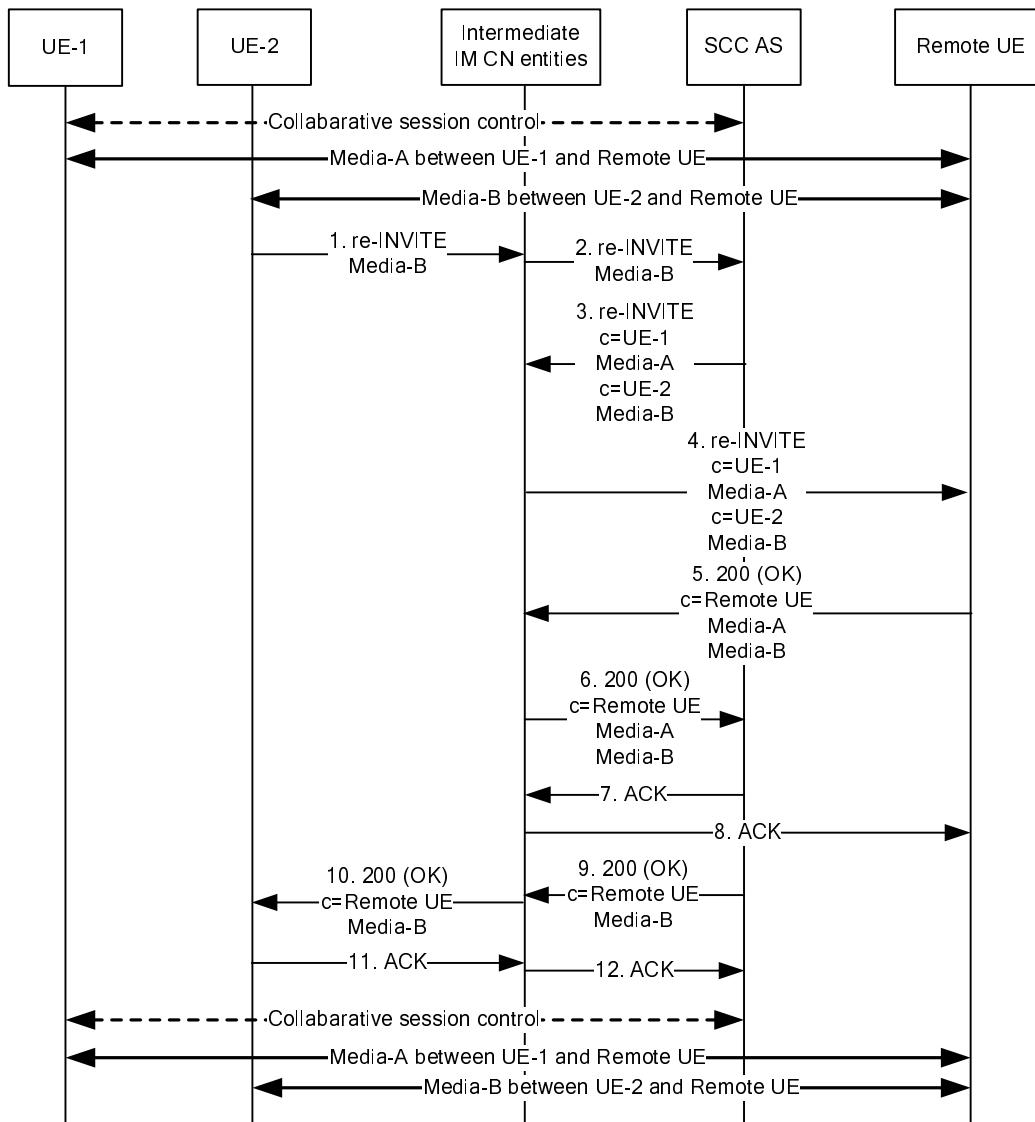 UE-1
UE-2
Intermediate
IM CN entities
SCC AS
Remote UE
Collabarative session control
Media-A between UE-1 and Remote UE
Media-B between UE-2 and Remote UE
1. re-INVITE
Media-B
2. re-INVITE
Media-B
3. re-INVITE
c=UE-1
Media-A
c=UE-2
Media-B
4. re-INVITE
c=UE-1
Media-A
c=UE-2
Media-B
5. 200 (OK)
c=Remote UE
Media-A
Media-B
6. 200 (OK)
c=Remote UE
Media-A
Media-B
7. ACK
8. ACK
9. 200 (OK)
c=Remote UE
Media-B
10. 200 (OK)
c=Remote UE
Media-B
11. ACK
12. ACK
Collabarative session control
Media-A between UE-1 and Remote UE
Media-B between UE-2 and Remote UE